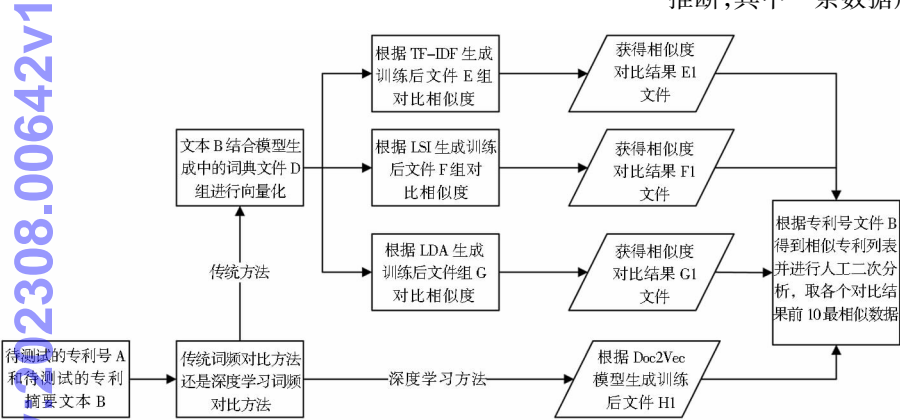 根据 TF-IDF 生成
训练后文件 E 组
对比相似度
获得相似度
对比结果 E1
文件
文本 B 结合模型生
成中的词典文件 D
组进行向量化
根据 LSI 生成训练
后文件 F 组对
比相似度
获得相似度
对比结果 F1
文件
根据 LDA 生成
训练后文件组 G
对比相似度
获得相似度
对比结果 G1
文件
根据专利号文件 B
得到相似专利列表
并进行人工二次分
析，取各个对比结
果前 10 最相似数据
传统方法
待测试的专利号 A
和待测试的专利
摘要文本 B
传统词频对比方法
还是深度学习词频
对比方法
深度学习方法
根据 Doc2Vec
模型生成训练
后文件 H1
202308.00642v1